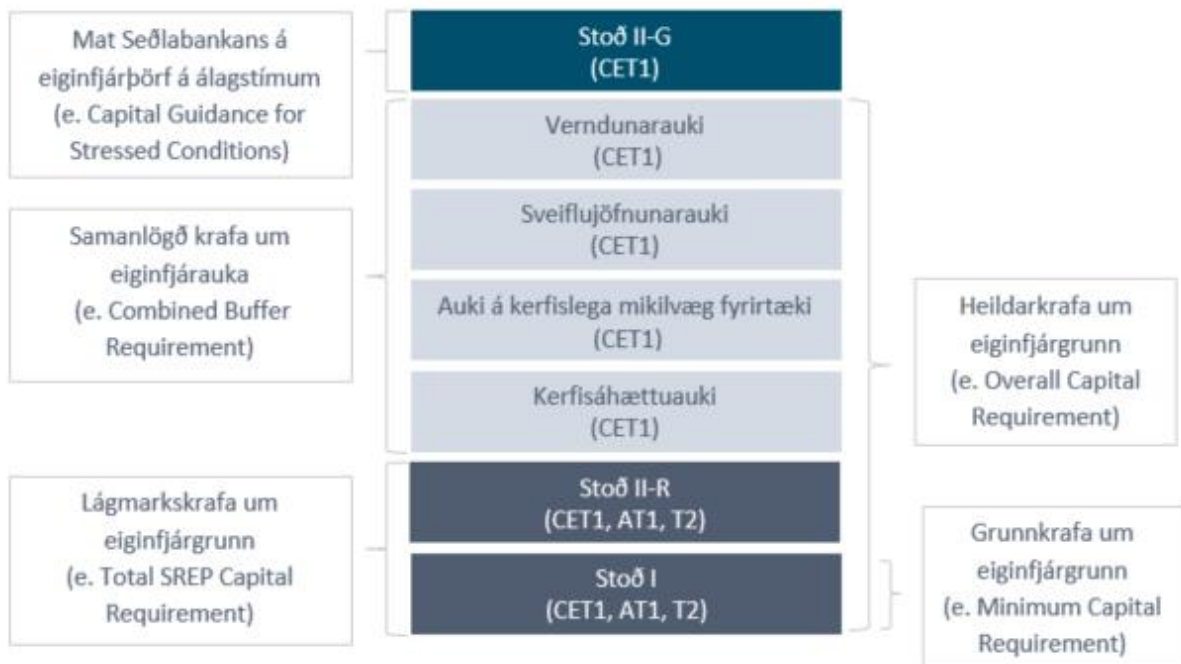 Mat Seðlabankans á
eiginfjárþörf á álagstímum
(e. Capital Guidance for
Stressed Conditions)
Samanlögð krafa um
eiginfjárauka
(e. Combined Buffer
Requirement)
Lágmarkskrafa um
eiginfjárgrunn
(e. Total SREP Capital
Requirement)
Stoð II-G
(CET1)
Verndunarauki
(CET1)
Sveiflujöfnunarauki
(CET1)
Auki á kerfislega mikilvæg fyrirtæki
(CET1)
Kerfisáhættuauki
(CET1)
Stoð II-R
(CET1, AT1, T2)
Stoð I
(CET1, AT1, T2)
Heildarkrafa um
eiginfjárgrunn
(e. Overall Capital
Requirement)
Grunnkrafa um
eiginfjárgrunn
(e. Minimum Capital
Requirement)